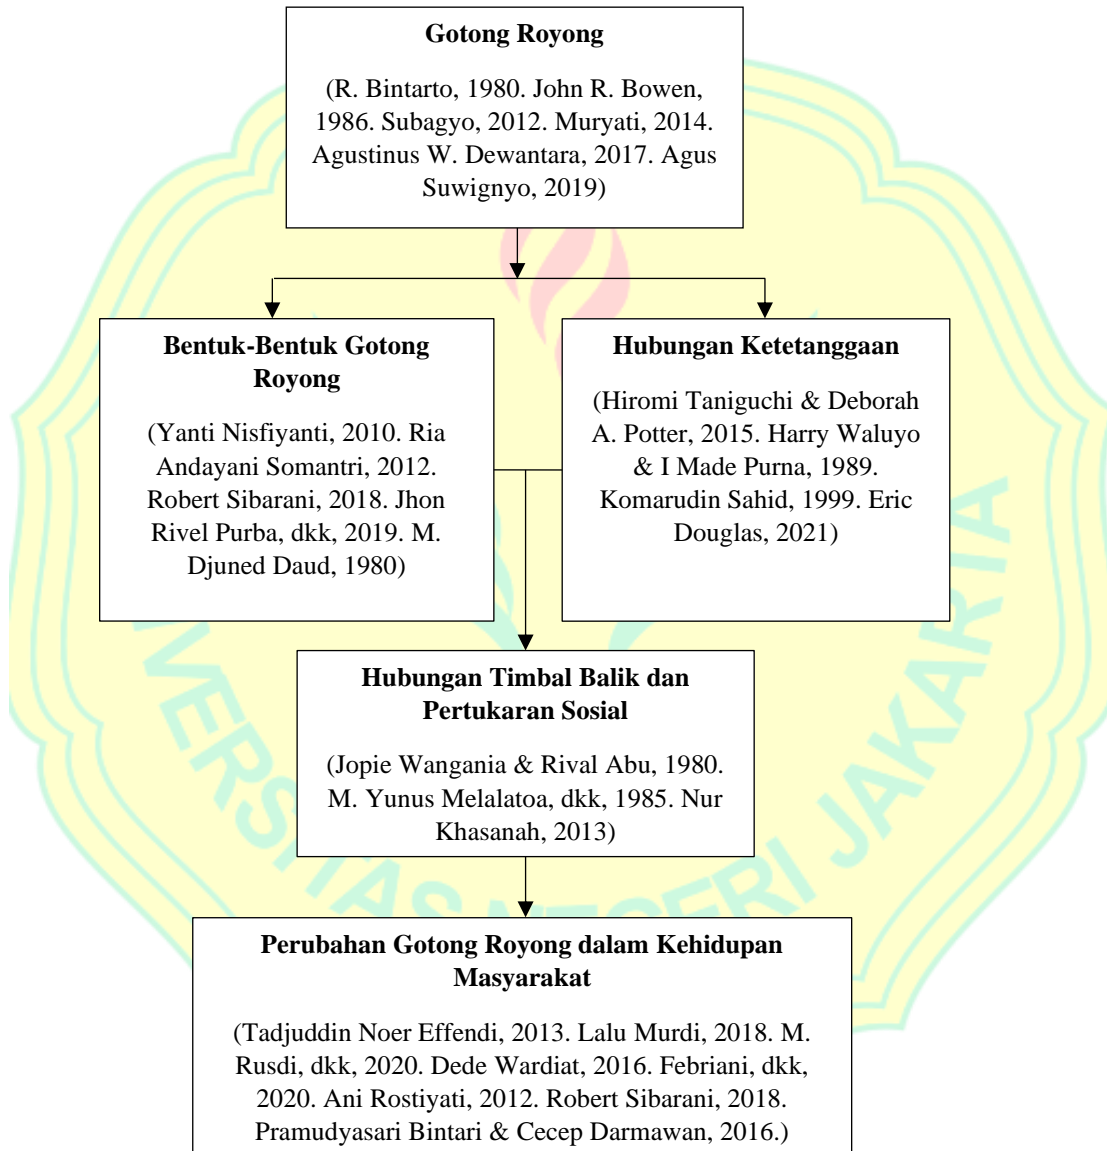 Gotong Royong
(R. Bintarto, 1980. John R. Bowen,
1986. Subagyo, 2012. Muryati, 2014.
Agustinus W. Dewantara, 2017. Agus
Suwignyo, 2019)
Bentuk-Bentuk Gotong
Royong
(Yanti Nisfiyanti, 2010. Ria
Andayani Somantri, 2012.
Robert Sibarani, 2018. Jhon
Rivel Purba, dkk, 2019. M.
Djuned Daud, 1980)
Hubungan Ketetanggaan
(Hiromi Taniguchi & Deborah
A. Potter, 2015. Harry Waluyo
& I Made Purna, 1989.
Komarudin Sahid, 1999. Eric
Douglas, 2021)
Hubungan Timbal Balik dan
Pertukaran Sosial
(Jopie Wangania & Rival Abu, 1980.
M. Yunus Melalatoa, dkk, 1985. Nur
Khasanah, 2013)
Perubahan Gotong Royong dalam Kehidupan
Masyarakat
(Tadjuddin Noer Effendi, 2013. Lalu Murdi, 2018. M.
Rusdi, dkk, 2020. Dede Wardiat, 2016. Febriani, dkk,
2020. Ani Rostiyati, 2012. Robert Sibarani, 2018.
Pramudyasari Bintari & Cecep Darmawan, 2016.)
VERSITAS NEGERI JAKARTA